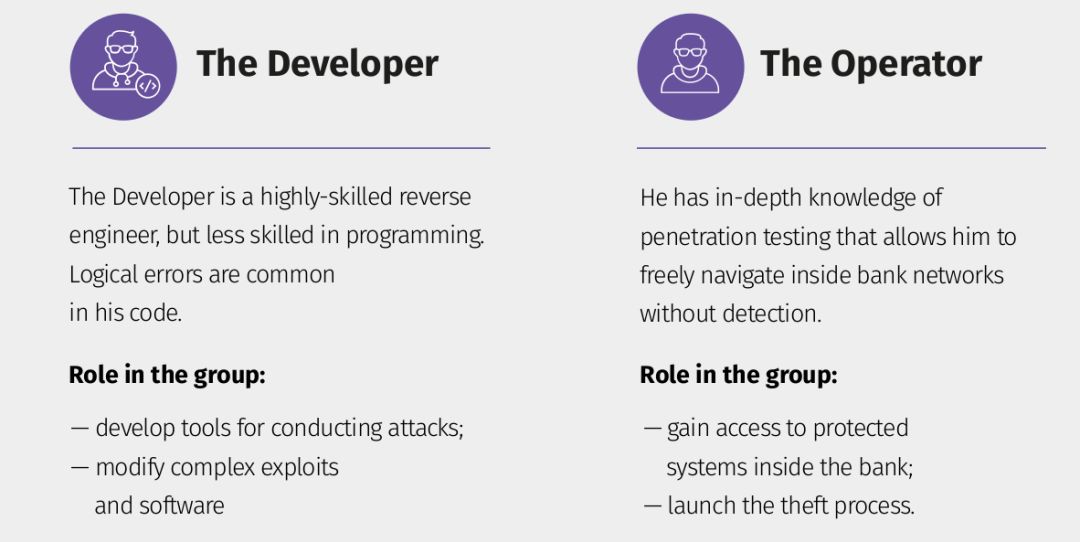 The Developer
The Developer is a highly-skilled reverse
engineer, but less skilled in programming.
Logical errors are common
in his code.
Role in the group:
— develop tools for conducting attacks;
— modify complex exploits
and software
The Operator
He has in-depth knowledge of
penetration testing that allows him to
freely navigate inside bank networks
without detection.
Role in the group:
— gain access to protected
systems inside the bank;
— launch the theft process.